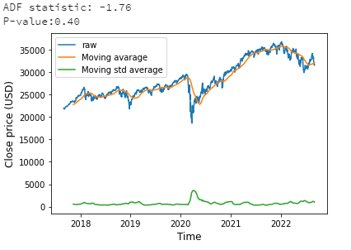 ADF statistic: -1.76
P-value:0.40
raw
Moving avarage
Moving std average
35000
30000
25000
20000
15000
10000
5000
0
Close price (USD)
2018
2019
2020
2021
2022
Time